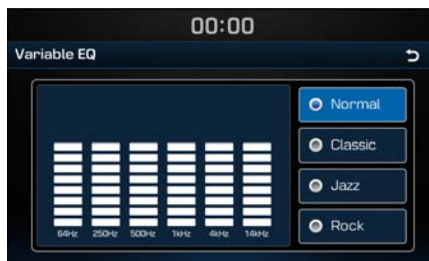 00:00
Variable EQ
Normal
Classic
Jazz
Rock
64Hz 250Hz 500Hz 1kHz 4kHz 14kHz